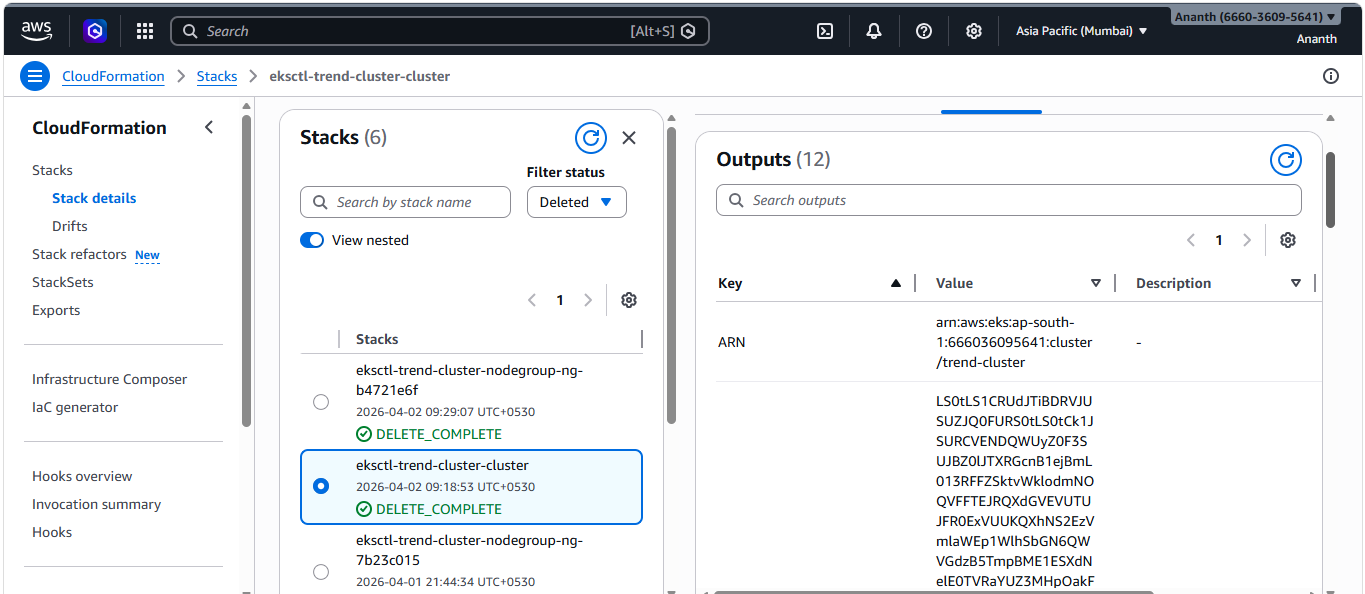 aws
Search
[Alt+S]
Asia Pacific (Mumbai)
Ananth (6660-3609-5641)
Ananth
CloudFormation
Stacks
eksctl-trend-cluster-cluster
CloudFormation
Stacks
Stack details
Drifts
Stack refactors New
StackSets
Exports
Infrastructure Composer
IaC generator
Hooks overview
Invocation summary
Hooks
Stacks (6)
Filter status
Search by stack name
Deleted
View nested
1
Stacks
eksctl-trend-cluster-nodegroup-ng-
b4721e6f
2026-04-02 09:29:07 UTC+0530
DELETE_COMPLETE
eksctl-trend-cluster-cluster
2026-04-02 09:18:53 UTC+0530
DELETE_COMPLETE
eksctl-trend-cluster-nodegroup-ng-
7b23c015
2026-04-01 21:44:34 UTC+0530
Outputs (12)
Search outputs
1
Key
Value
Description
ARN
arn:aws:eks:ap-south-
1:666036095641:cluster
/trend-cluster
-
LS0tLS1CRUdJTiBDRVJU
SUZJQ0FURS0tLS0tCk1J
SURCVENDQWUyZ0F3S
UJBZ0lJTXRGcnB1ejBmL
013RFFZSktvWklodmNO
QVFFTEJRQXdGVEVUTU
JFR0ExVUUKQXhNS2EzV
mlaWEp1WlhSbGN6QW
VGdzB5TmpBME1ESXdN
elE0TVRaYUZ3MHpOakF